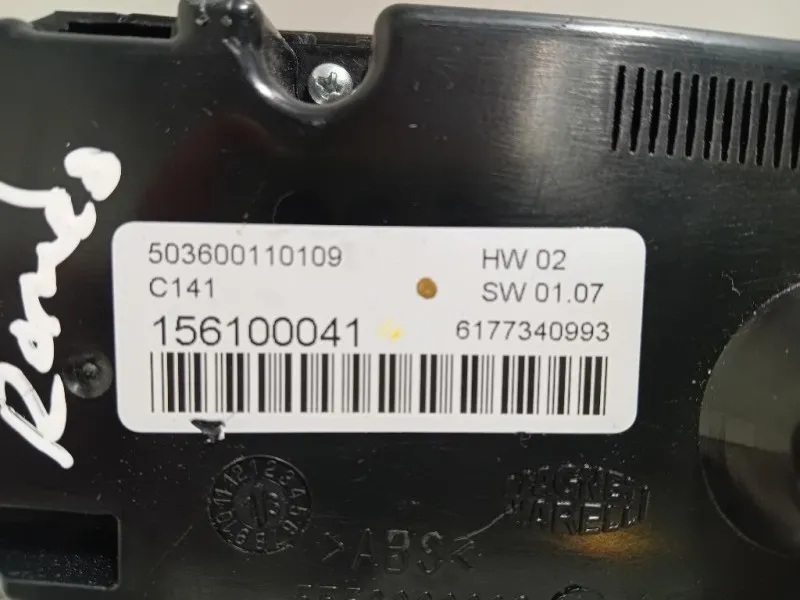 503600110109
HW 02
C141
SW 01.07
156100041
6177340993
MAGNETI
MARELLI
>ABS<